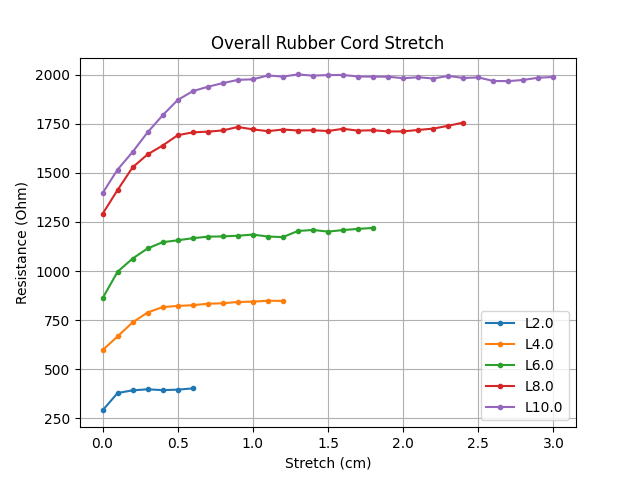 Overall Rubber Cord Stretch
Resistance (Ohm)
2000
1750
1500
1250
1000
750
500
250
0.0 0.5 1.0 1.5 2.0 2.5 3.0
Stretch (cm)
L2.0
L4.0
L6.0
L8.0
L10.0